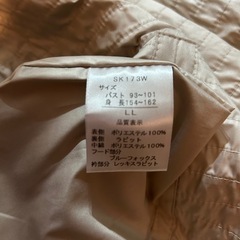 SK173W
サイズ
バスト 93~101
身長 154~162
LL
品質表示
表地 ポリエステル100%
裏地 ラビット
中綿 ポリエステル100%
フード部分
ブルーフォックス
衿部分 レッキスラビット